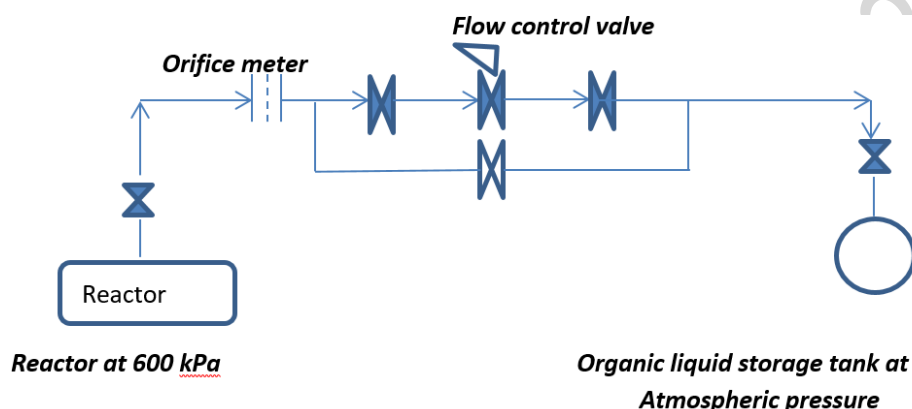 Flow control valve
Orifice meter
Reactor
Reactor at 600 kPa
Organic liquid storage tank at
Atmospheric pressure